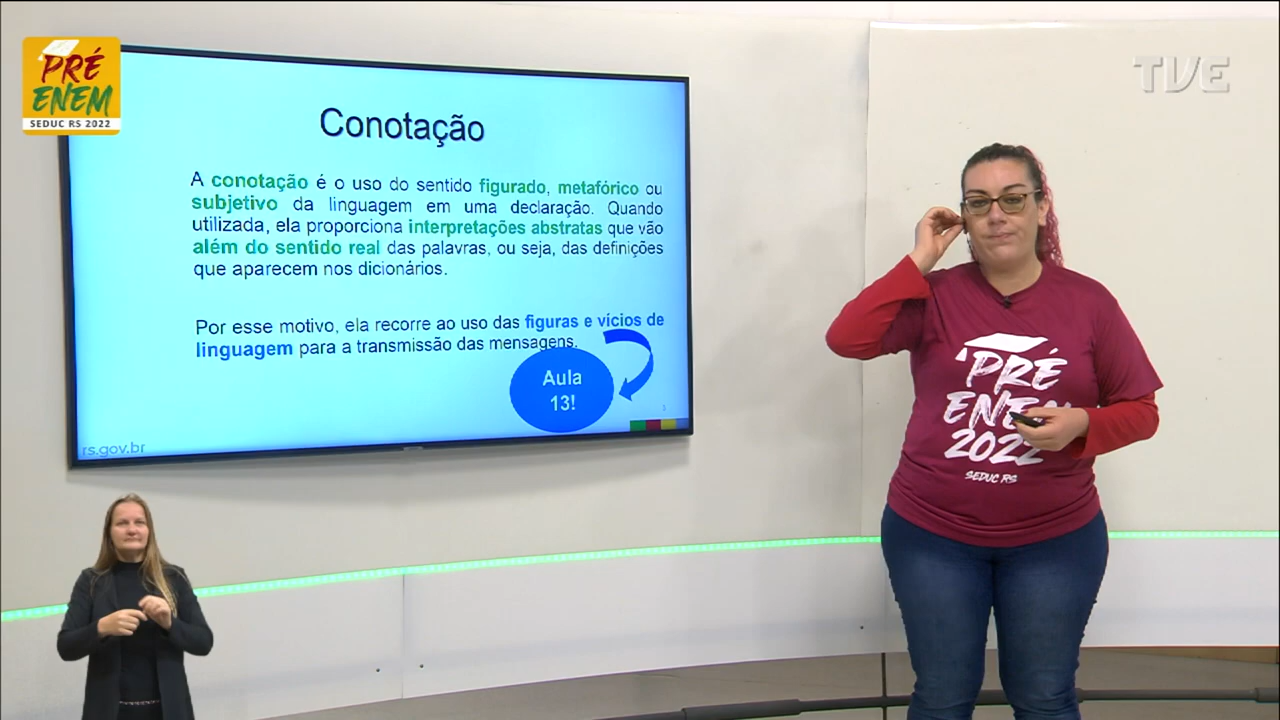 PRÉ
ENEM
SEDUC RS 2022
TVE
Conotação
A conotação é o uso do sentido figurado, metafórico ou
subjetivo da linguagem em uma declaração. Quando
utilizada, ela proporciona interpretações abstratas que vão
além do sentido real das palavras, ou seja, das definições
que aparecem nos dicionários.
Por esse motivo, ela recorre ao uso das figuras e vícios de
linguagem para a transmissão das mensagens.
Aula
13!
3
rs.gov.br
PRÉ
ENEM
2022
SEDUC RS